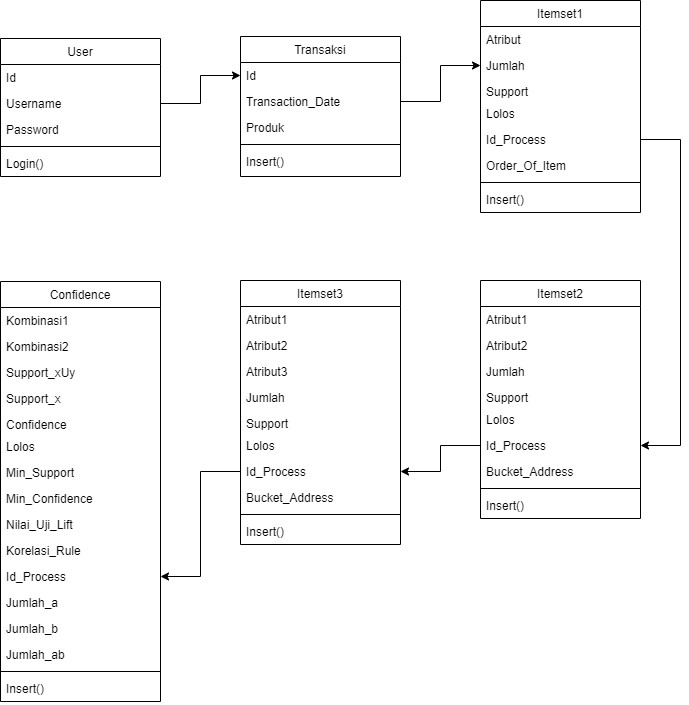 User
Id
Username
Password
Login()
Transaksi
Id
Transaction_Date
Produk
Insert()
Itemset1
Atribut
Jumlah
Support
Lolos
Id_Process
Order_Of_Item
Insert()
Confidence
Kombinasi1
Kombinasi2
Support_xUy
Support_x
Confidence
Lolos
Min_Support
Min_Confidence
Nilai_Uji_Lift
Korelasi_Rule
Id_Process
Jumlah_a
Jumlah_b
Jumlah_ab
Insert()
Itemset3
Atribut1
Atribut2
Atribut3
Jumlah
Support
Lolos
Id_Process
Bucket_Address
Insert()
Itemset2
Atribut1
Atribut2
Jumlah
Support
Lolos
Id_Process
Bucket_Address
Insert()